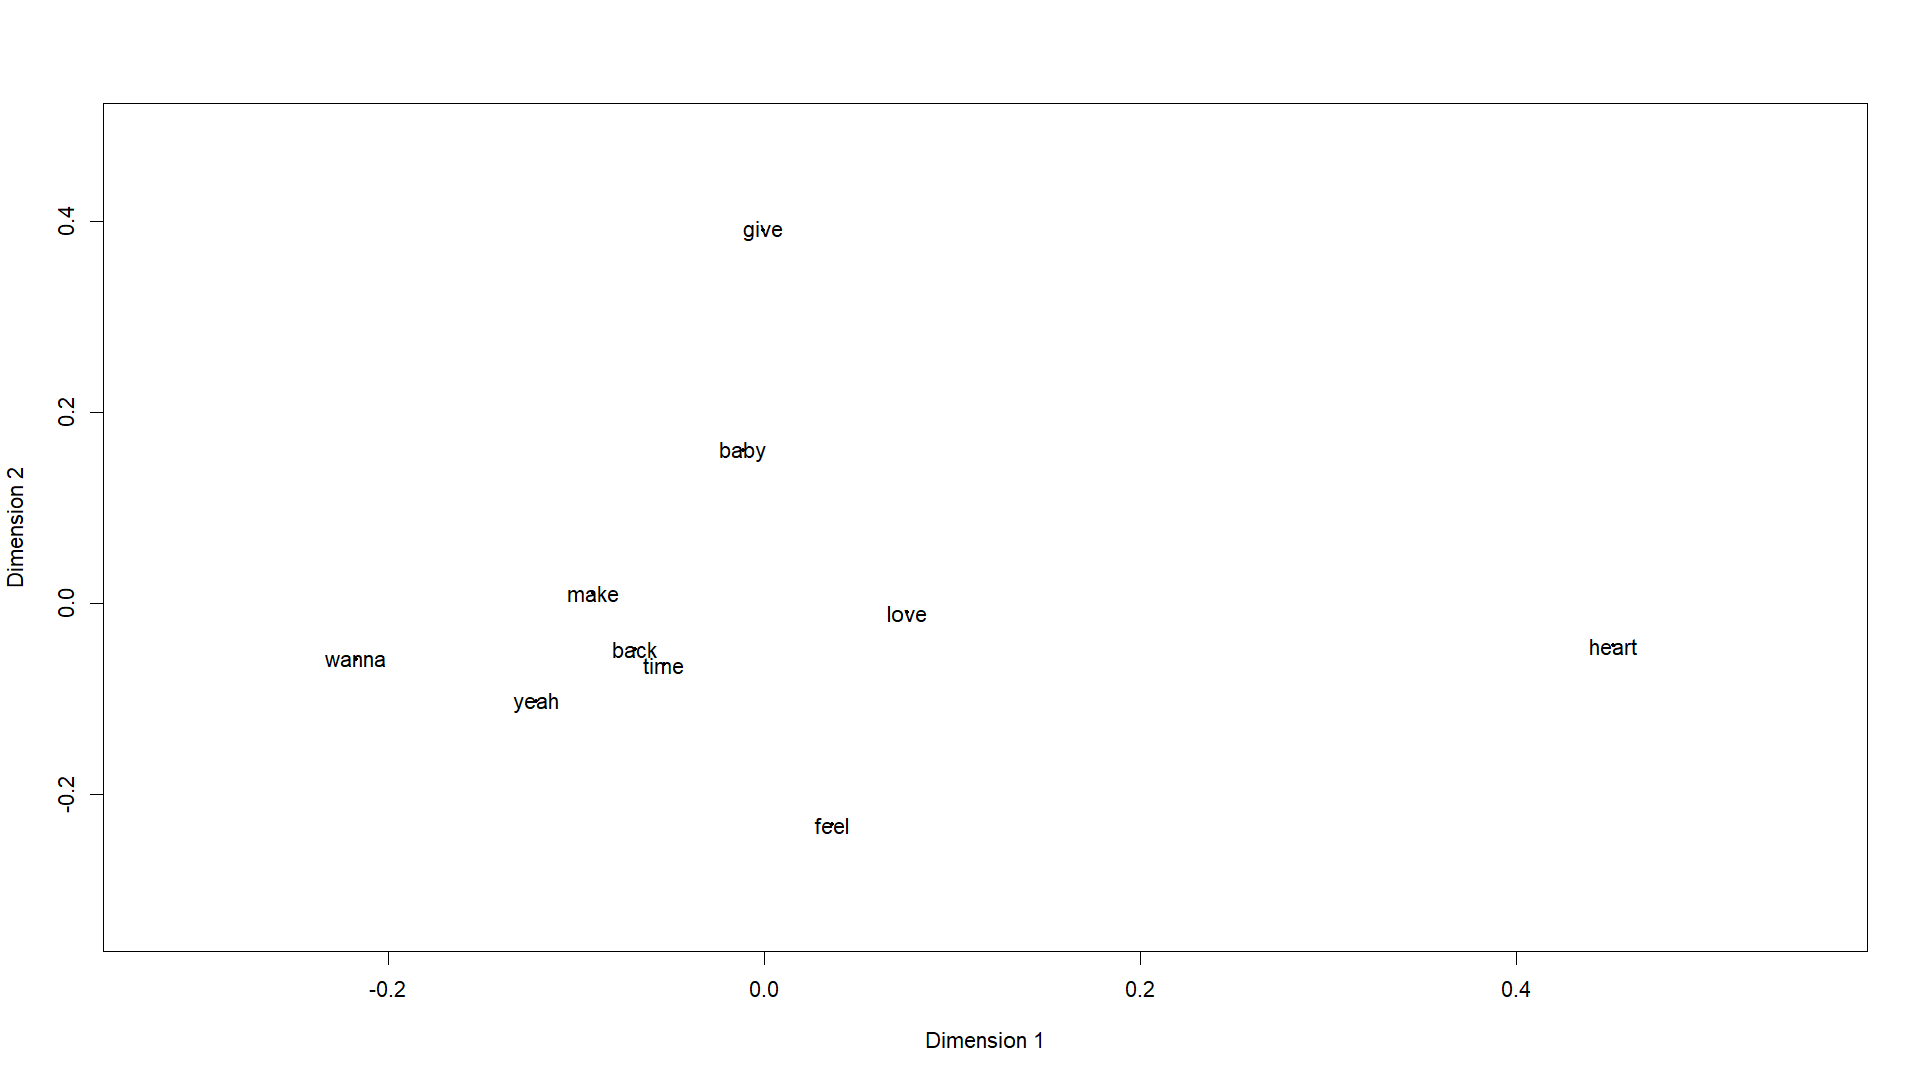 0.4
give
0.2
baby
Dimension 2
0.0
make
love
back
heart
wanna
time
yeah
-0.2
feel
-0.2 0.0 0.2 0.4
Dimension 1